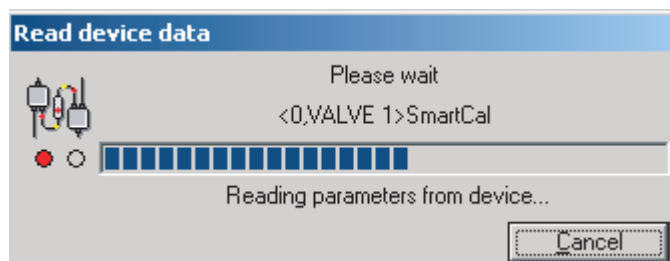 Read device data
Please wait
<0,VALVE 1>SmartCal
Reading parameters from device...
Cancel